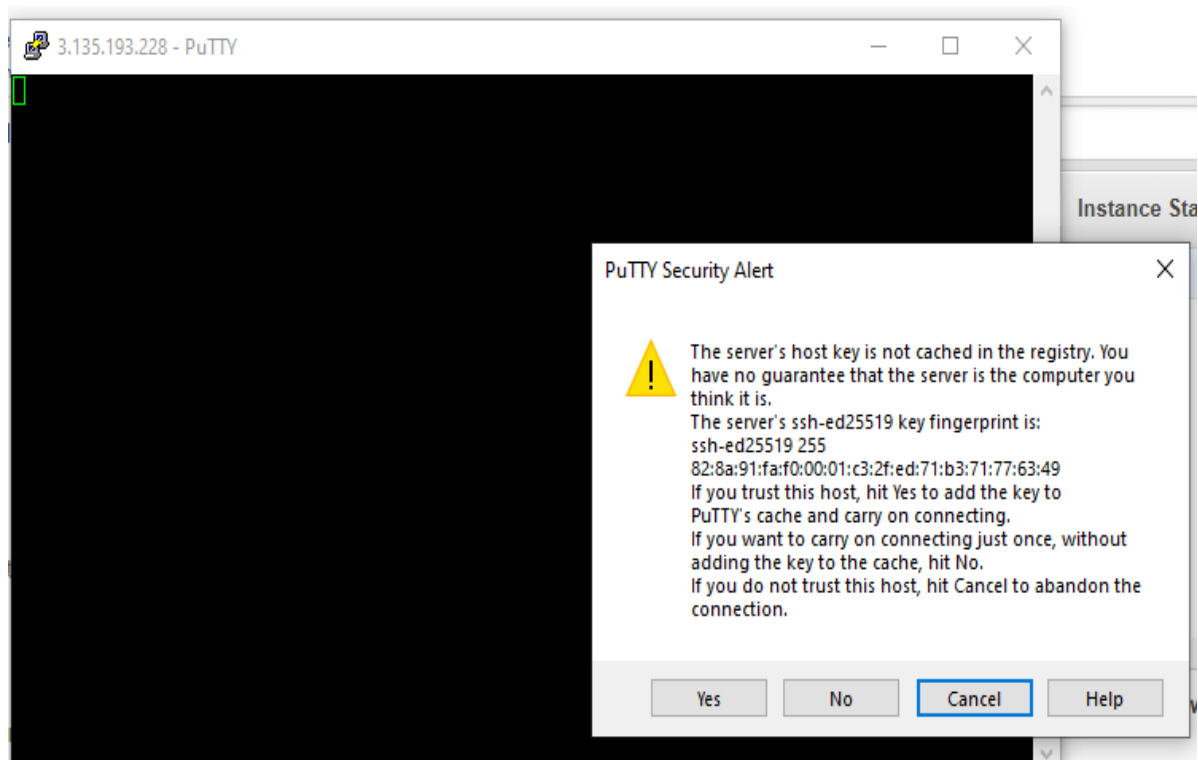 3.135.193.228 - PuTTY
Instance Sta
PuTTY Security Alert
The server's host key is not cached in the registry. You
have no guarantee that the server is the computer you
think it is.
The server's ssh-ed25519 key fingerprint is:
ssh-ed25519 255
82:8a:91:fa:f0:00:01:c3:2f:ed:71:b3:71:77:63:49
If you trust this host, hit Yes to add the key to
PuTTY's cache and carry on connecting.
If you want to carry on connecting just once, without
adding the key to the cache, hit No.
If you do not trust this host, hit Cancel to abandon the
connection.
Yes No Cancel Help